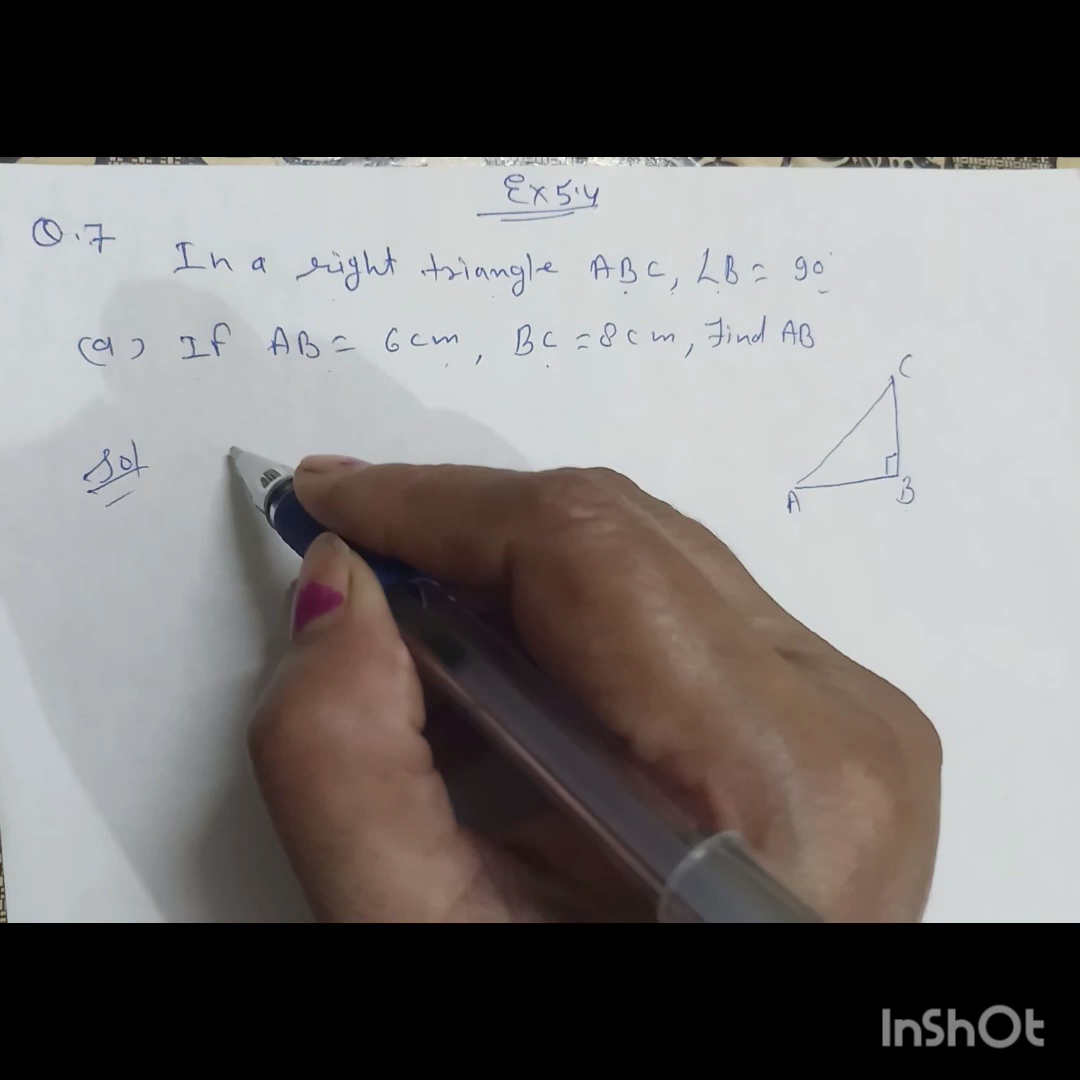 Ex 5.4
Q.7 In a right triangle ABC, ∠B = 90°
(a) If AB = 6cm, BC = 8cm, Find AB
C
Sol
A B
InShOt